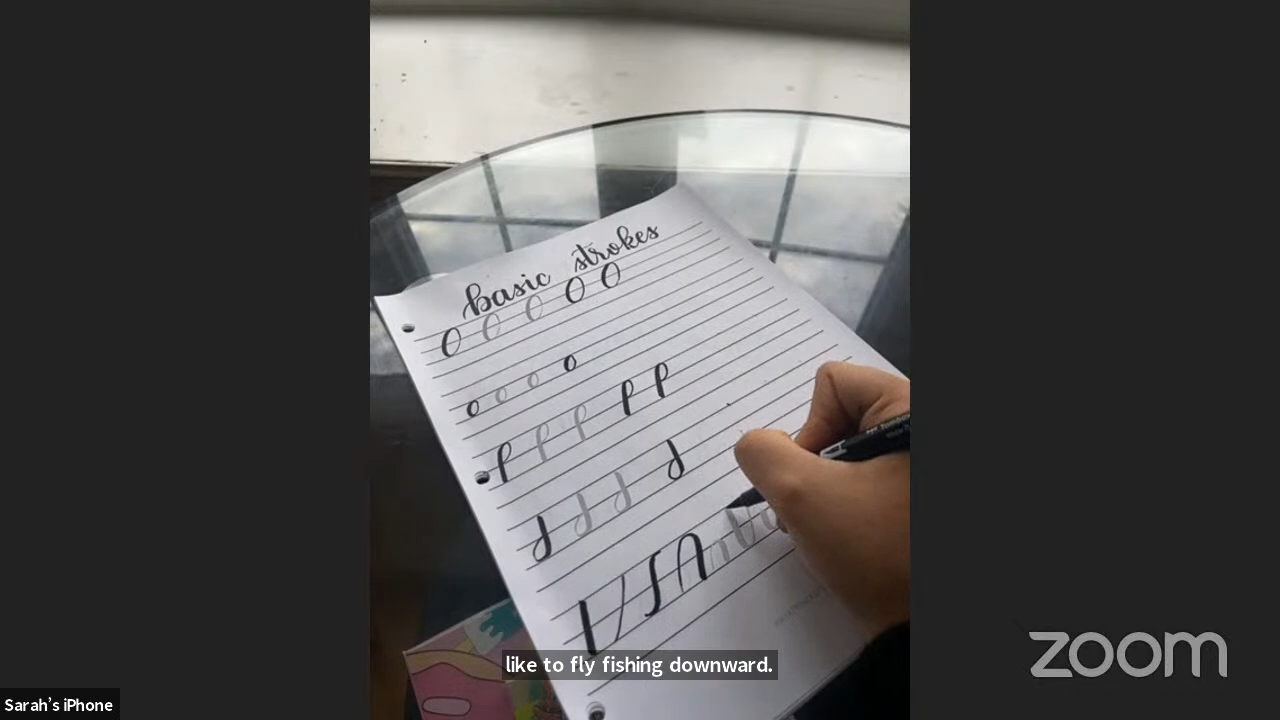 basic strokes
O O O O O
o o o o
p p p p p
d d d d
like to fly fishing downward.
zoom
Sarah's iPhone